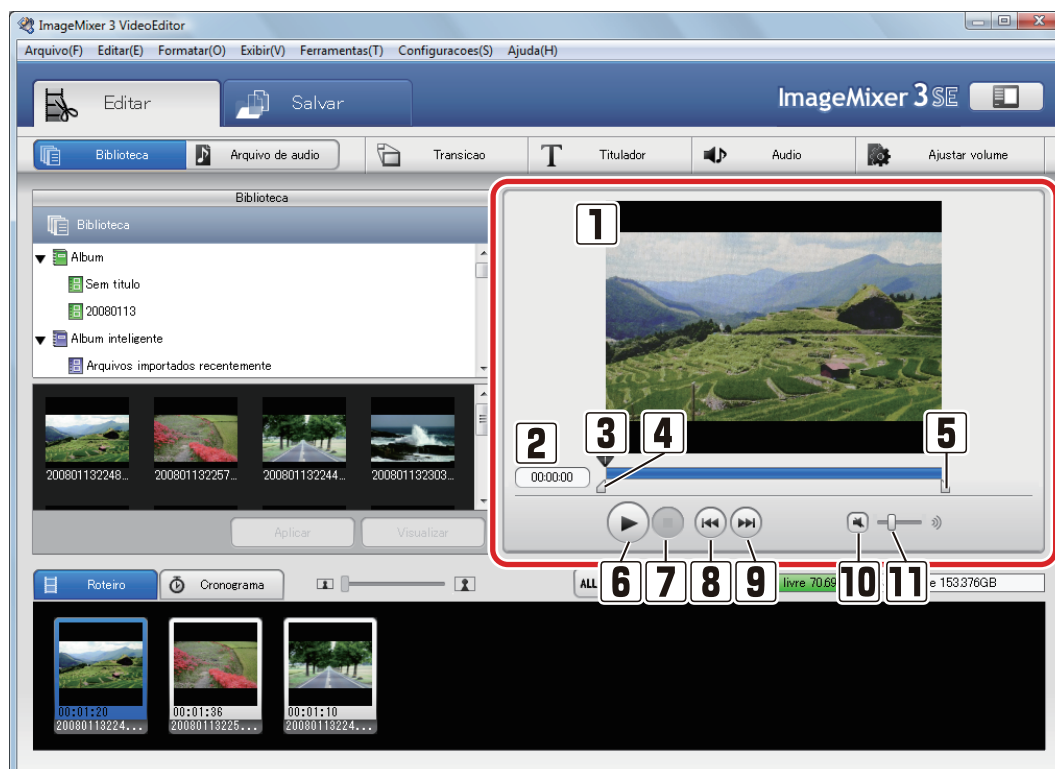 ImageMixer 3 VideoEditor
Arquivo(F) Editar(E) Formatar(O) Exibir(V) Ferramentas(T) Configuracoes(S) Ajuda(H)
Editar Salvar ImageMixer 3 SE
Biblioteca Arquivo de audio Transicao Titulador Audio Ajustar volume
Biblioteca
Biblioteca
Album
Sem titulo
20080113
Album inteligente
Arquivos importados recentemente
200801132248... 200801132257... 200801132244... 200801132303...
Aplicar Visualizar
1
2 3 4 5
00:00:00
6 7 8 9 10 11
Roteiro Cronograma ALL livre 70.69 e 153.376GB
00:01:20 00:01:36 00:01:10
20080113224... 20080113225... 20080113224...